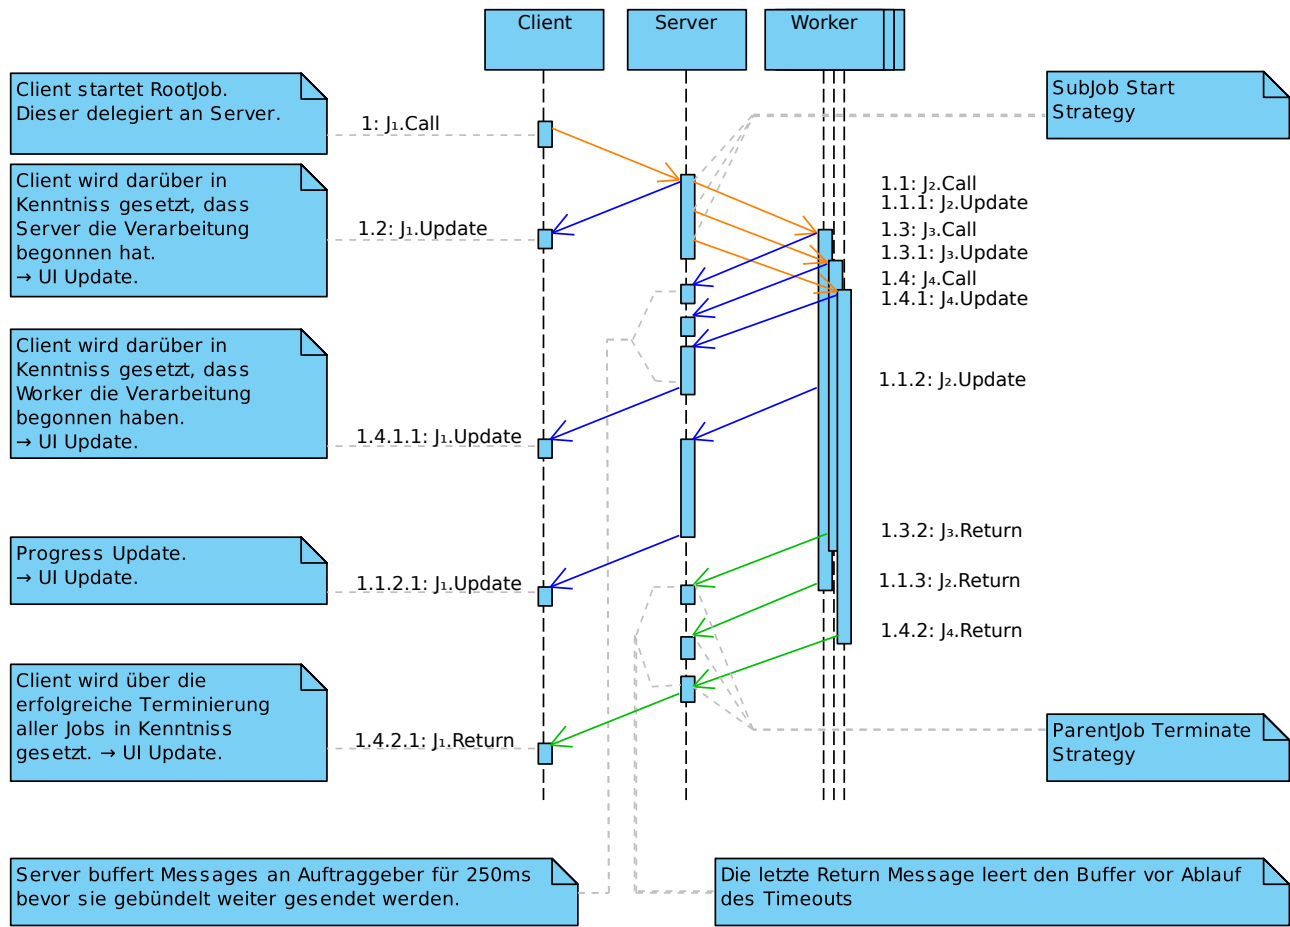 Client
Server
Worker
Client startet RootJob.
Dieser delegiert an Server.
1: J₁.Call
SubJob Start
Strategy
Client wird darüber in
Kenntniss gesetzt, dass
Server die Verarbeitung
begonnen hat.
→ UI Update.
1.2: J₁.Update
1.1: J₂.Call
1.1.1: J₂.Update
1.3: J₃.Call
1.3.1: J₃.Update
1.4: J₄.Call
1.4.1: J₄.Update
Client wird darüber in
Kenntniss gesetzt, dass
Worker die Verarbeitung
begonnen haben.
→ UI Update.
1.1.2: J₂.Update
1.4.1.1: J₁.Update
Progress Update.
→ UI Update.
1.3.2: J₃.Return
1.1.2.1: J₁.Update
1.1.3: J₂.Return
1.4.2: J₄.Return
Client wird über die
erfolgreiche Terminierung
aller Jobs in Kenntniss
gesetzt. → UI Update.
1.4.2.1: J₁.Return
ParentJob Terminate
Strategy
Server buffert Messages an Auftraggeber für 250ms
bevor sie gebündelt weiter gesendet werden.
Die letzte Return Message leert den Buffer vor Ablauf
des Timeouts